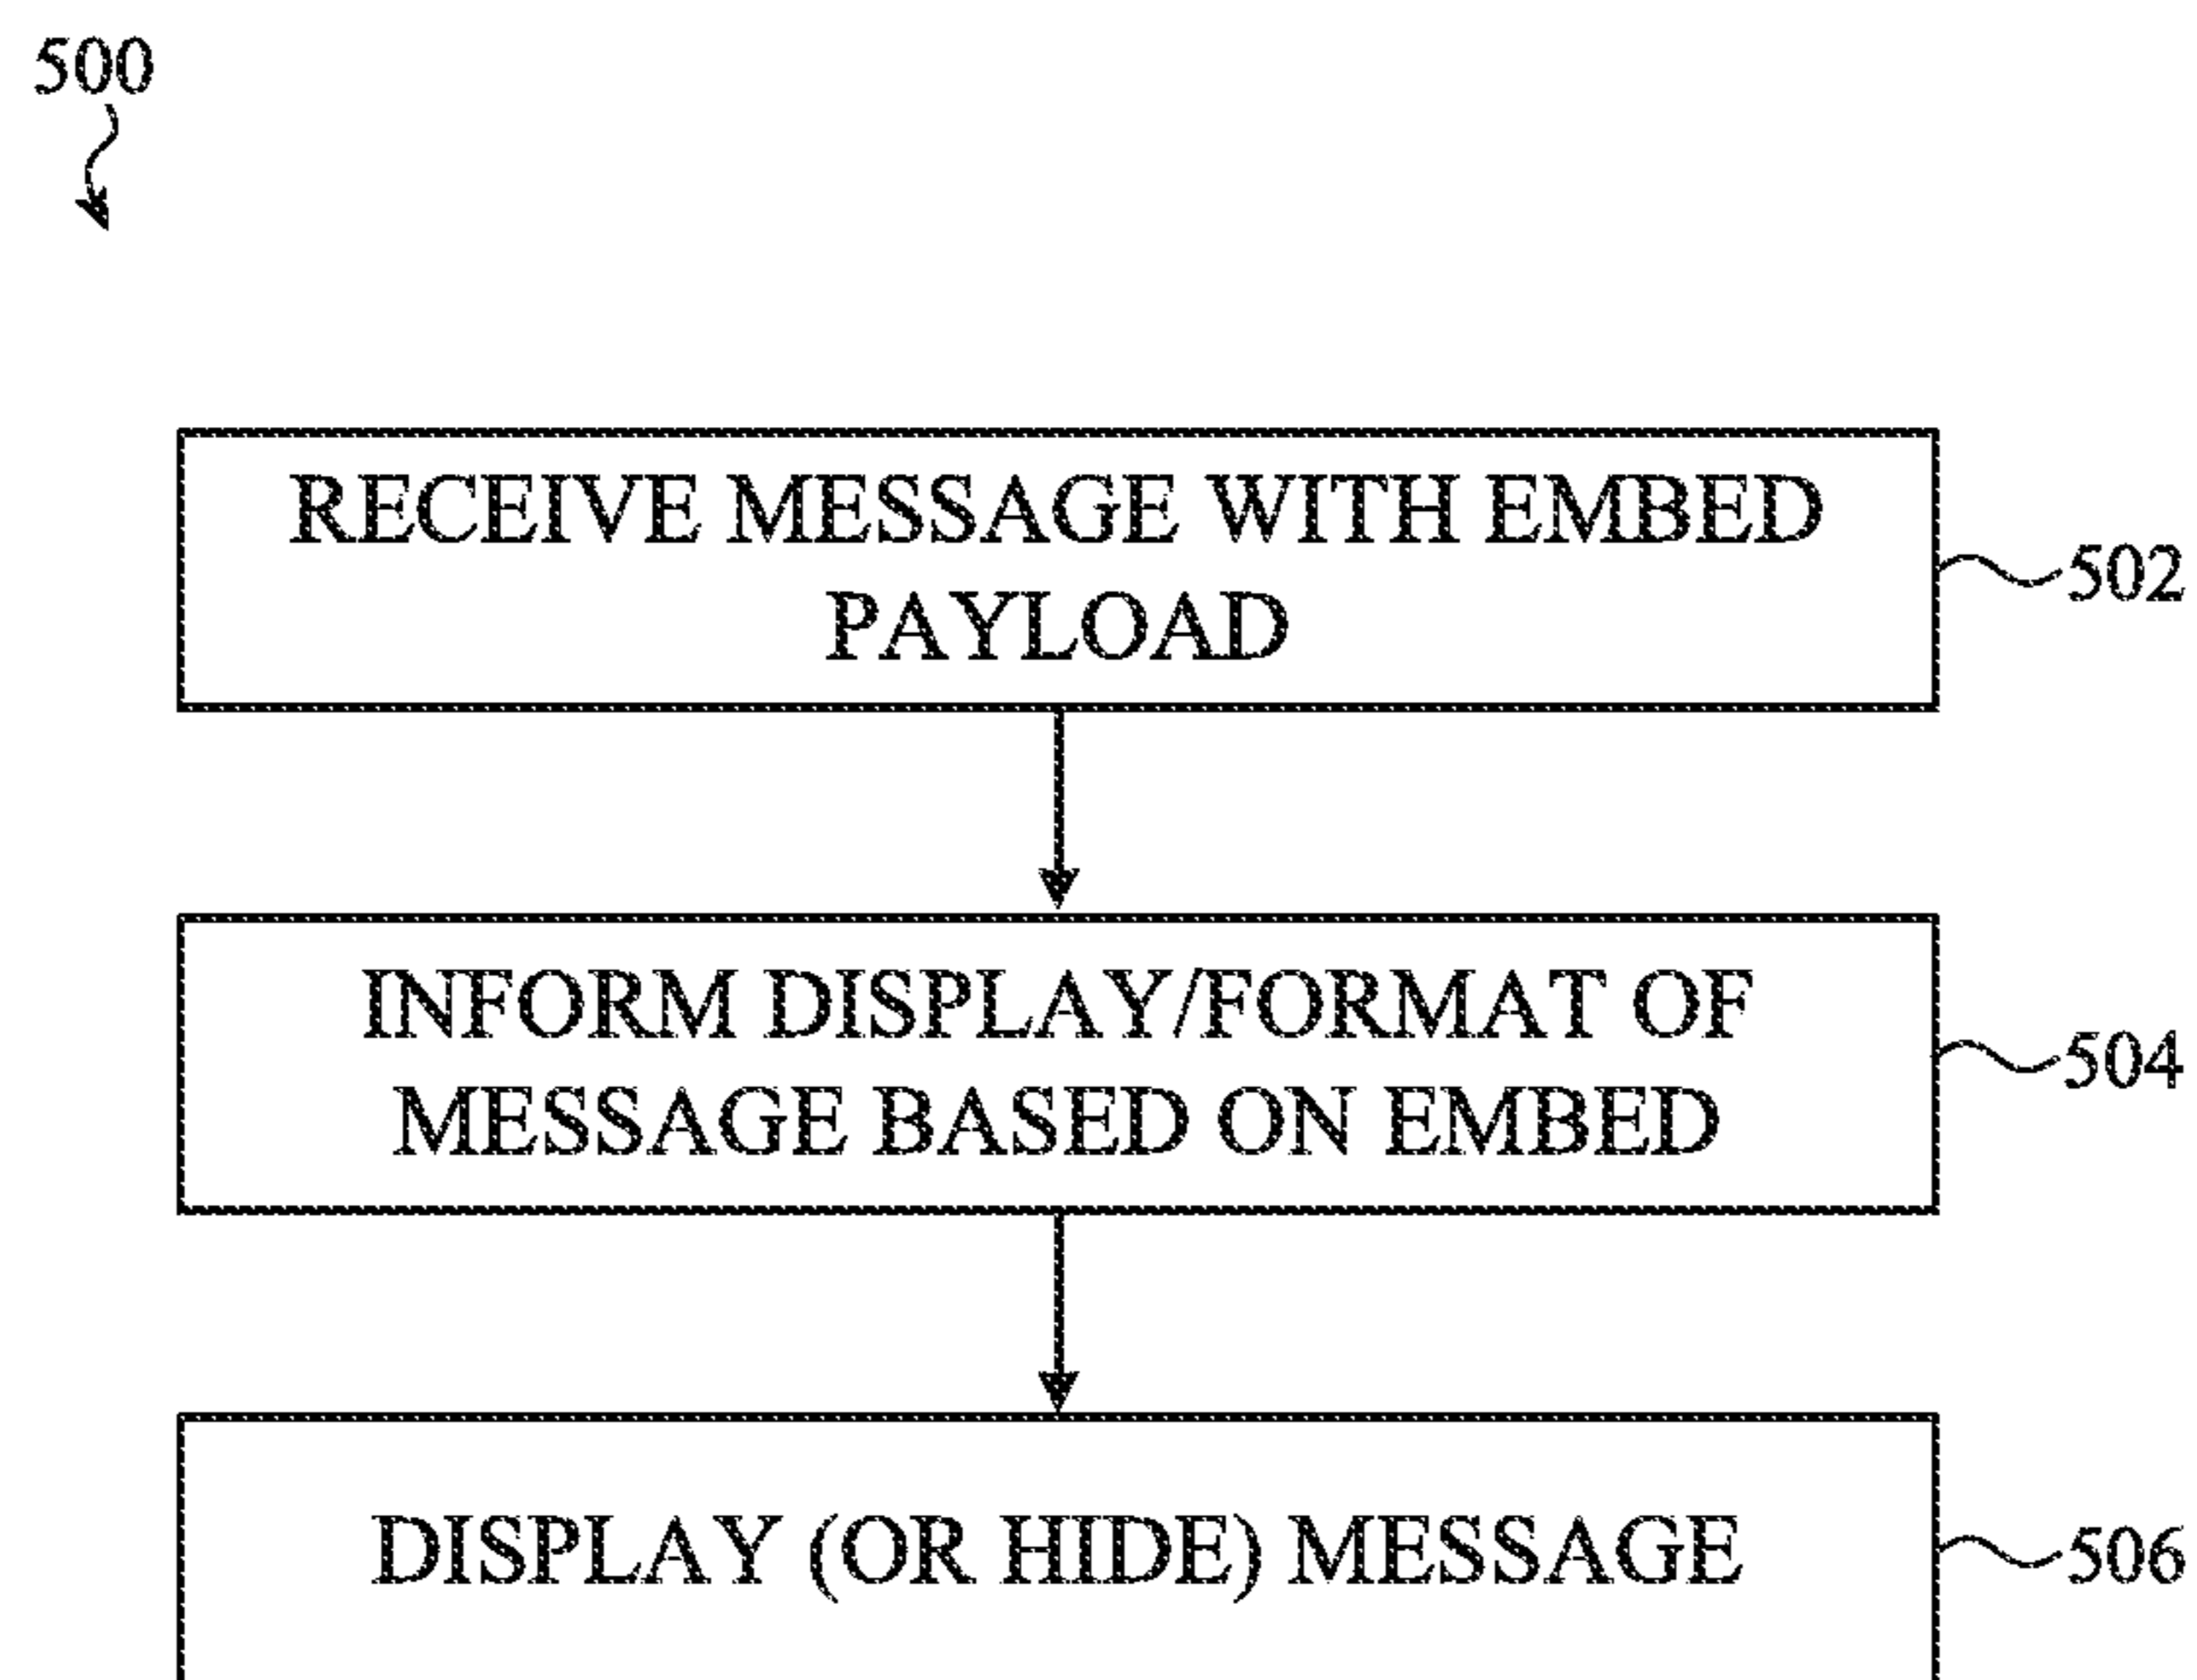 500
RECEIVE MESSAGE WITH EMBED
PAYLOAD
502
INFORM DISPLAY/FORMAT OF
MESSAGE BASED ON EMBED
504
DISPLAY (OR HIDE) MESSAGE
506